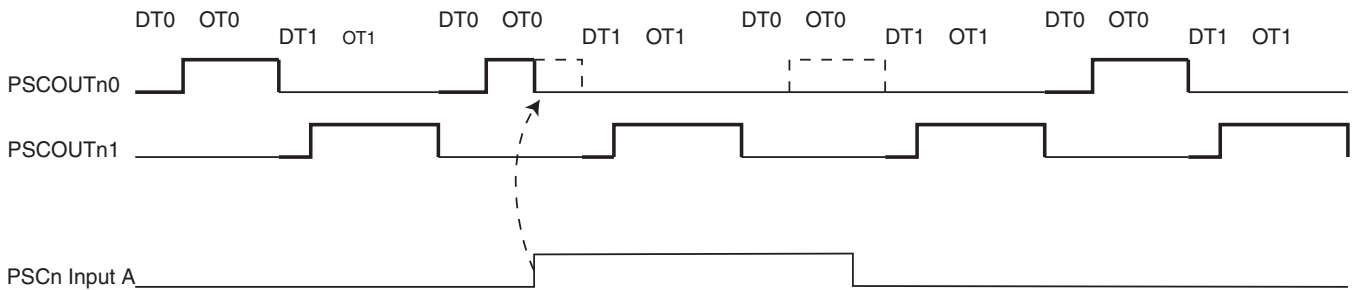 DT0 OT0 DT0 OT0 DT0 OT0 DT0 OT0
DT1 OT1 DT1 OT1 DT1 OT1 DT1 OT1
PSCOUTn0
PSCOUTn1
PSCn Input A